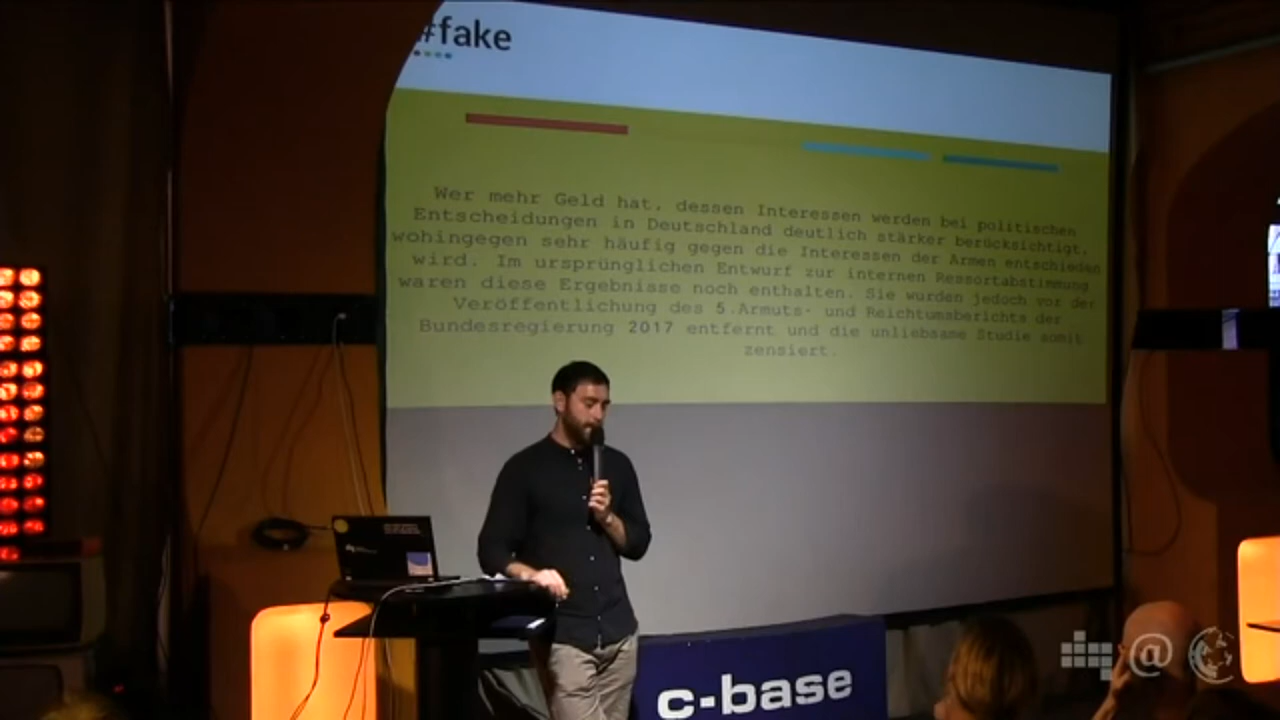 #fake
Wer mehr Geld hat, dessen Interessen werden bei politischen
Entscheidungen in Deutschland deutlich stärker berücksichtigt,
wohingegen sehr häufig gegen die Interessen der Armen entschieden
wird. Im ursprünglichen Entwurf zur internen Ressortabstimmung
waren diese Ergebnisse noch enthalten. Sie wurden jedoch vor der
Veröffentlichung des 5.Armuts- und Reichtumsberichts der
Bundesregierung 2017 entfernt und die unliebsame Studie somit
zensiert.
c-base
@